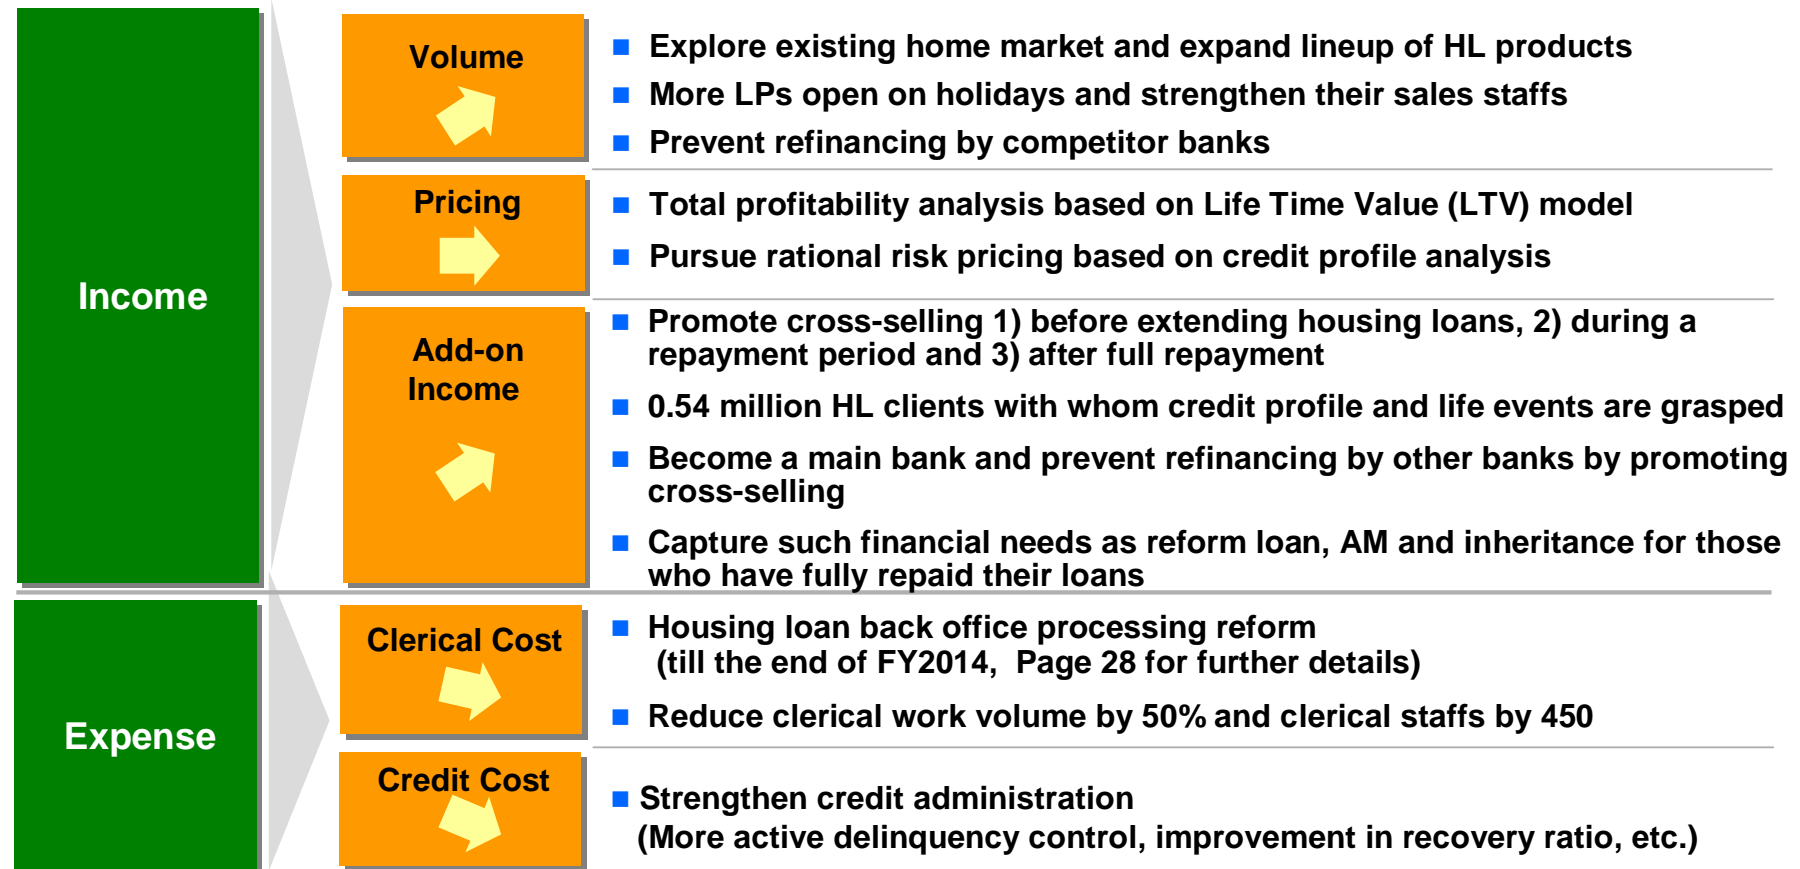 Income
Volume
Explore existing home market and expand lineup of HL products
More LPs open on holidays and strengthen their sales staffs
Prevent refinancing by competitor banks
Pricing
Total profitability analysis based on Life Time Value (LTV) model
Pursue rational risk pricing based on credit profile analysis
Add-on
Income
Promote cross-selling 1) before extending housing loans, 2) during a
repayment period and 3) after full repayment
0.54 million HL clients with whom credit profile and life events are grasped
Become a main bank and prevent refinancing by other banks by promoting
cross-selling
Capture such financial needs as reform loan, AM and inheritance for those
who have fully repaid their loans
Expense
Clerical Cost
Housing loan back office processing reform
(till the end of FY2014, Page 28 for further details)
Reduce clerical work volume by 50% and clerical staffs by 450
Credit Cost
Strengthen credit administration
(More active delinquency control, improvement in recovery ratio, etc.)